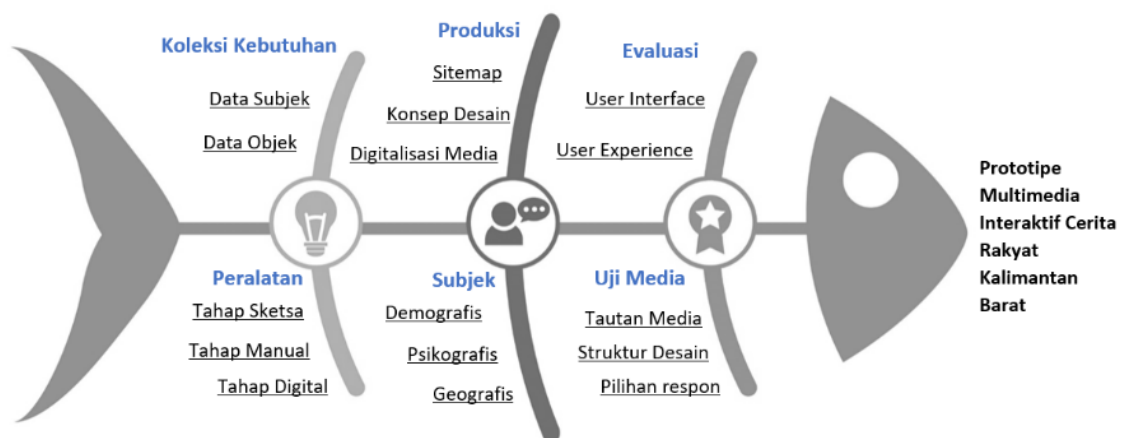 Koleksi Kebutuhan
Data Subjek
Data Objek
Produksi
Sitemap
Konsep Desain
Digitalisasi Media
Evaluasi
User Interface
User Experience
Peralatan
Tahap Sketsa
Tahap Manual
Tahap Digital
Subjek
Demografis
Psikografis
Geografis
Uji Media
Tautan Media
Struktur Desain
Pilihan respon
Prototipe
Multimedia
Interaktif Cerita
Rakyat
Kalimantan
Barat